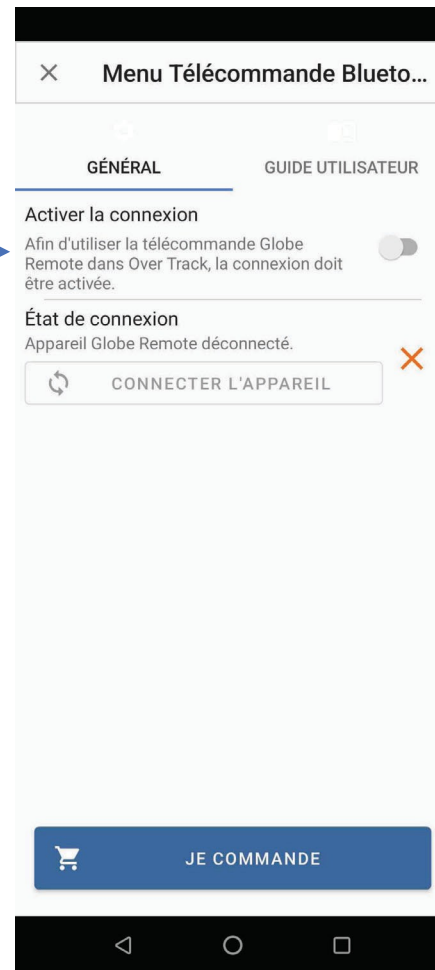 Menu Télécommande Blueto...
GÉNÉRAL
GUIDE UTILISATEUR
Activer la connexion
Afin d'utiliser la télécommande Globe
Remote dans Over Track, la connexion doit
être activée.
État de connexion
Appareil Globe Remote déconnecté.
CONNECTER L'APPAREIL
JE COMMANDE